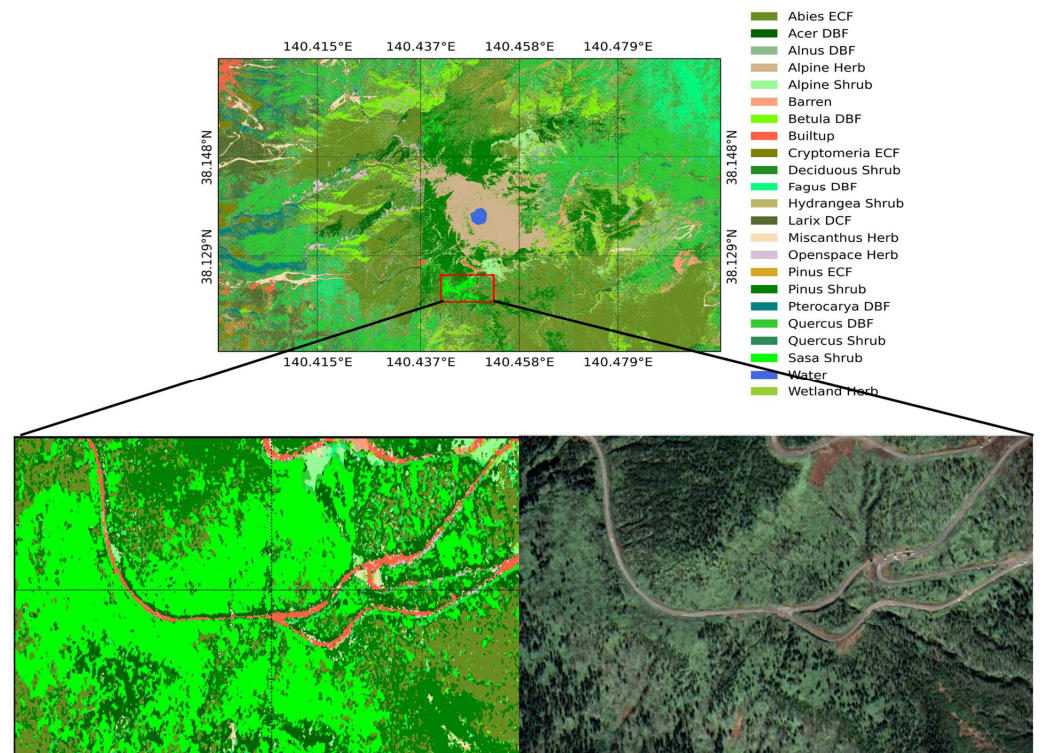 140.415°E 140.437°E 140.458°E 140.479°E
38.148°N
38.129°N
38.148°N
38.129°N
140.415°E 140.437°E 140.458°E 140.479°E
Abies ECF
Acer DBF
Alnus DBF
Alpine Herb
Alpine Shrub
Barren
Betula DBF
Builtup
Cryptomeria ECF
Deciduous Shrub
Fagus DBF
Hydrangea Shrub
Larix DCF
Miscanthus Herb
Openspace Herb
Pinus ECF
Pinus Shrub
Pterocarya DBF
Quercus DBF
Quercus Shrub
Sasa Shrub
Water
Wetland Herb